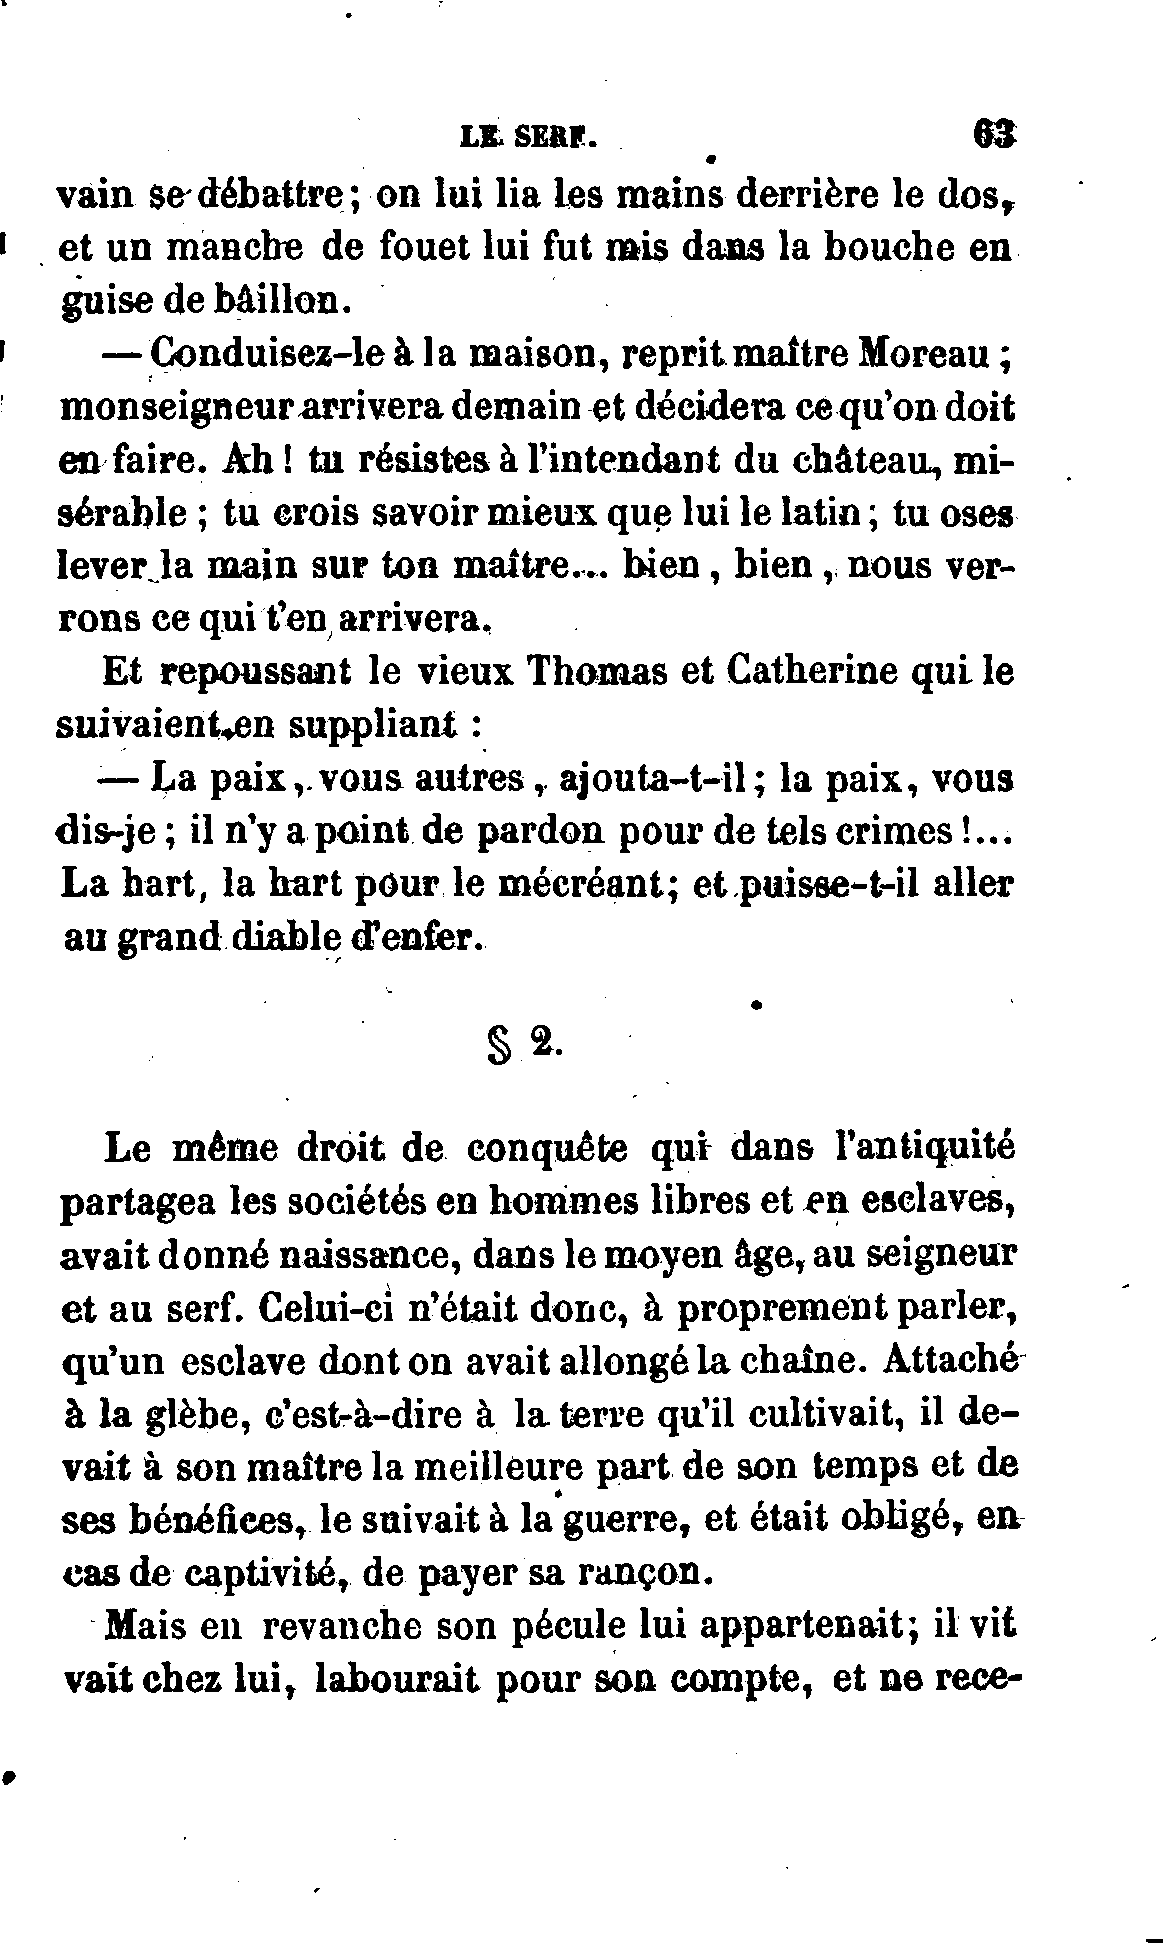 LE SERF. 63
vain se débattre; on lui lia les mains derrière le dos,
et un manche de fouet lui fut mis dans la bouche en
guise de bâillon.
— Conduisez-le à la maison, reprit maître Moreau ;
monseigneur arrivera demain et décidera ce qu'on doit
en faire. Ah ! tu résistes à l'intendant du château, mi-
sérable ; tu crois savoir mieux que lui le latin ; tu oses
lever la main sur ton maître... bien , bien , nous ver-
rons ce qui t'en arrivera.
Et repoussant le vieux Thomas et Catherine qui le
suivaient en suppliant :
— La paix, vous autres , ajouta-t-il ; la paix, vous
dis-je ; il n'y a point de pardon pour de tels crimes !...
La hart, la hart pour le mécréant; et puisse-t-il aller
au grand diable d'enfer.
§ 2.
Le même droit de conquête qui dans l'antiquité
partagea les sociétés en hommes libres et en esclaves,
avait donné naissance, dans le moyen âge, au seigneur
et au serf. Celui-ci n'était donc, à proprement parler,
qu'un esclave dont on avait allongé la chaîne. Attaché
à la glèbe, c'est-à-dire à la terre qu'il cultivait, il de-
vait à son maître la meilleure part de son temps et de
ses bénéfices, le suivait à la guerre, et était obligé, en
cas de captivité, de payer sa rançon.
Mais en revanche son pécule lui appartenait; il vit
vait chez lui, labourait pour son compte, et ne rece-